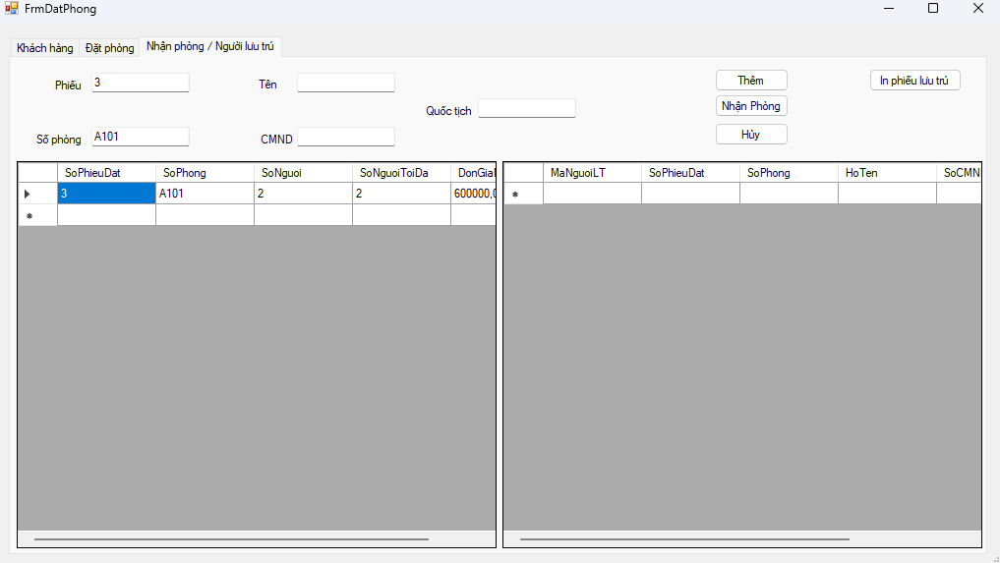 FrmDatPhong
Khách hàng Đặt phòng Nhận phòng / Người lưu trú
Phiếu 3 Tên Thêm In phiếu lưu trú
Quốc tịch Nhận Phòng
Số phòng A101 CMND Hủy
SoPhieuDat SoPhong SoNguoi SoNguoiToiDa DonGia MaNguoiLT SoPhieuDat SoPhong HoTen SoCMN
3 A101 2 2 600000,0